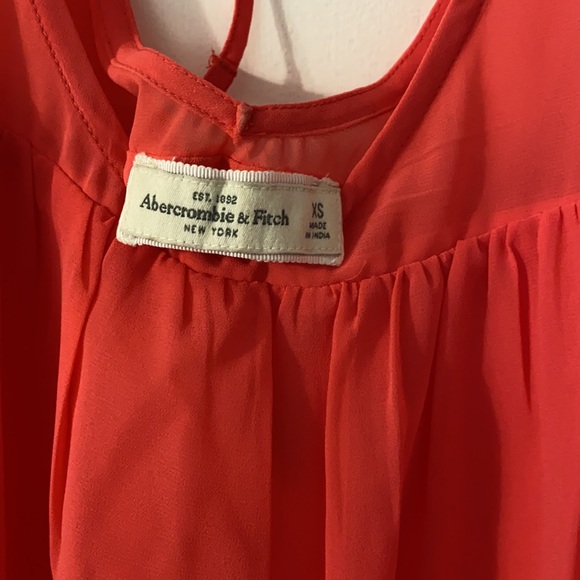 EST. 1892
Abercrombie & Fitch
NEW YORK
XS
MADE
IN INDIA